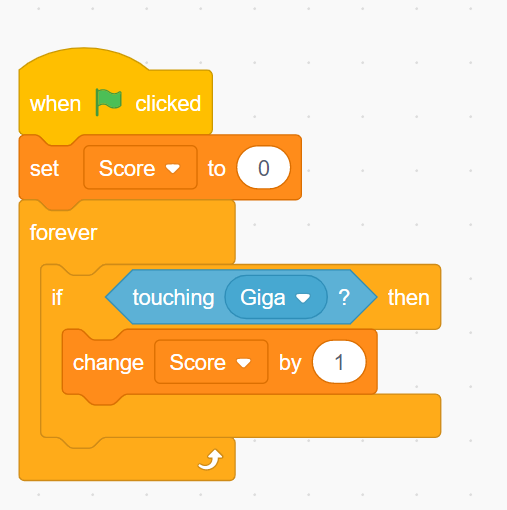 when clicked
set Score to 0
forever
if touching Giga ? then
change Score by 1